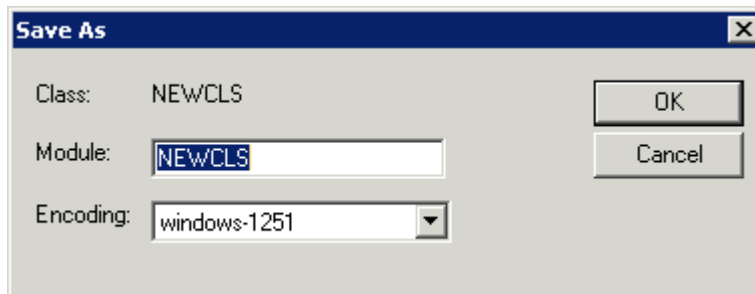 Save As
Class: NEWCLS
OK
Module: NEWCLS
Cancel
Encoding: windows-1251